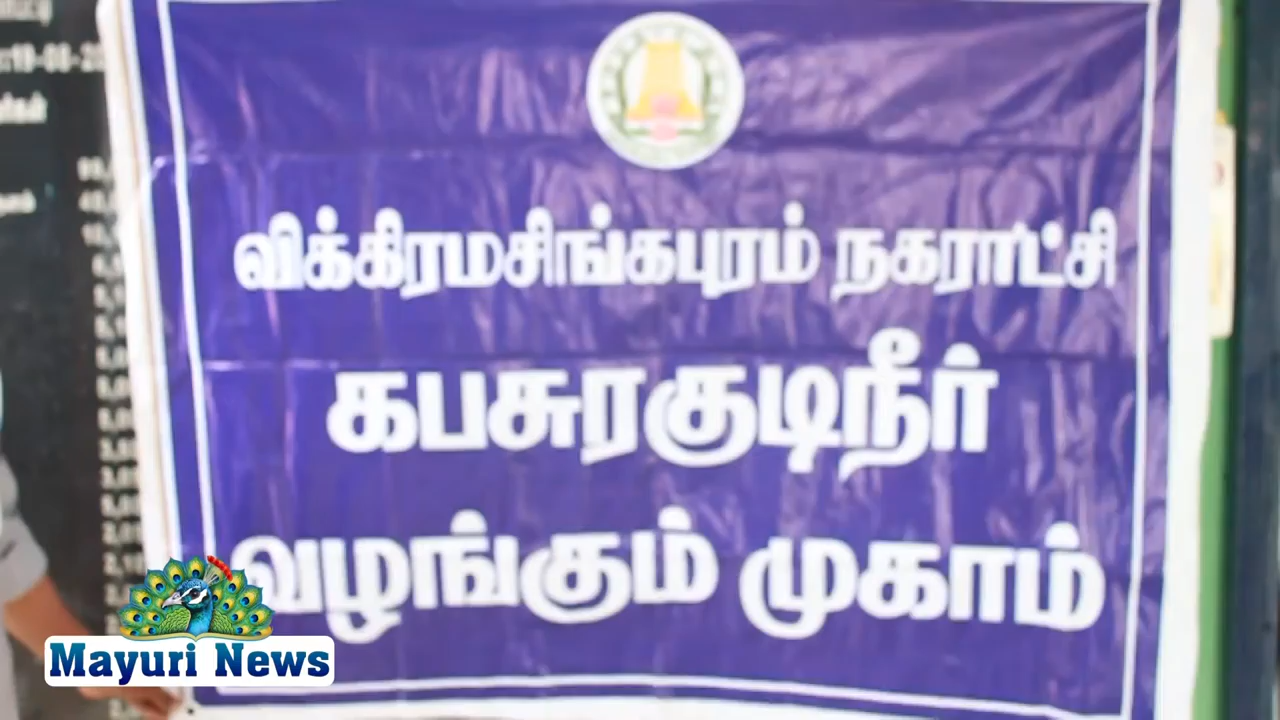 விக்கிரமசிங்கபுரம் நகராட்சி
கபசுரகுடிநீர்
வழங்கும் முகாம்
Mayuri News